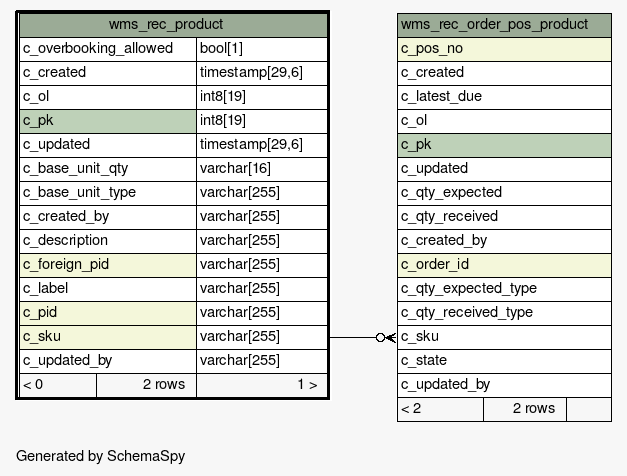 wms_rec_product
c_overbooking_allowed bool[1]
c_created timestamp[29,6]
c_ol int8[19]
c_pk int8[19]
c_updated timestamp[29,6]
c_base_unit_qty varchar[16]
c_base_unit_type varchar[255]
c_created_by varchar[255]
c_description varchar[255]
c_foreign_pid varchar[255]
c_label varchar[255]
c_pid varchar[255]
c_sku varchar[255]
c_updated_by varchar[255]
< 0 2 rows 1 >
wms_rec_order_pos_product
c_pos_no
c_created
c_latest_due
c_ol
c_pk
c_updated
c_qty_expected
c_qty_received
c_created_by
c_order_id
c_qty_expected_type
c_qty_received_type
c_sku
c_state
c_updated_by
< 2 2 rows
Generated by SchemaSpy